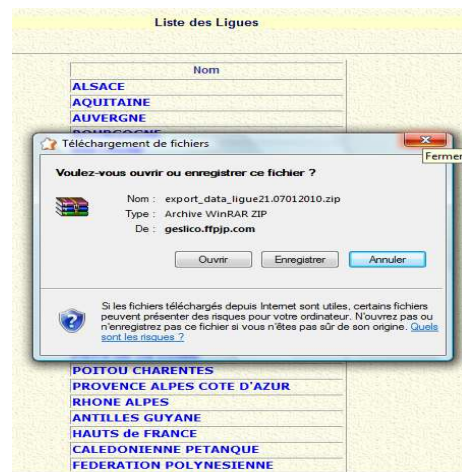 Liste des Ligues
Nom
ALSACE
AQUITAINE
AUVERGNE
BOURGOGNE
Téléchargement de fichiers
Fermer
Voulez-vous ouvrir ou enregistrer ce fichier ?
Nom : export_data_ligue21.07012010.zip
Type : Archive WinRAR ZIP
De : geslico.ffpjp.com
Ouvrir Enregistrer Annuler
Si les fichiers téléchargés depuis Internet sont utiles, certains fichiers
peuvent présenter des risques pour votre ordinateur. N'ouvrez pas ou
n'enregistrez pas ce fichier si vous n'êtes pas sûr de son origine. Quels
sont les risques ?
POITOU CHARENTES
PROVENCE ALPES COTE D'AZUR
RHONE ALPES
ANTILLES GUYANE
HAUTS de FRANCE
CALEDONIENNE PETANQUE
FEDERATION POLYNESIENNE